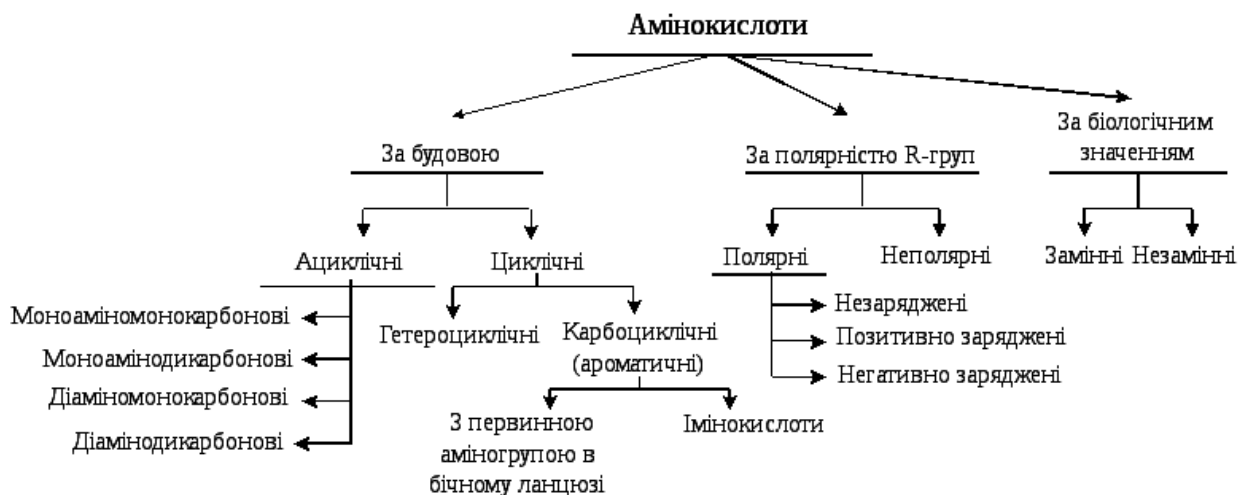 Амінокислоти
За будовою
За полярністю R-груп
За біологічним
значенням
Ациклічні
Циклічні
Полярні
Неполярні
Замінні Незамінні
Моноаміномонокарбонові
Моноамінодикарбонові
Діаміномонокарбонові
Діамінодикарбонові
Гетероциклічні
Карбоциклічні
(ароматичні)
З первинною
аміногрупою в
бічному ланцюзі
Імінокислоти
Незаряджені
Позитивно заряджені
Негативно заряджені